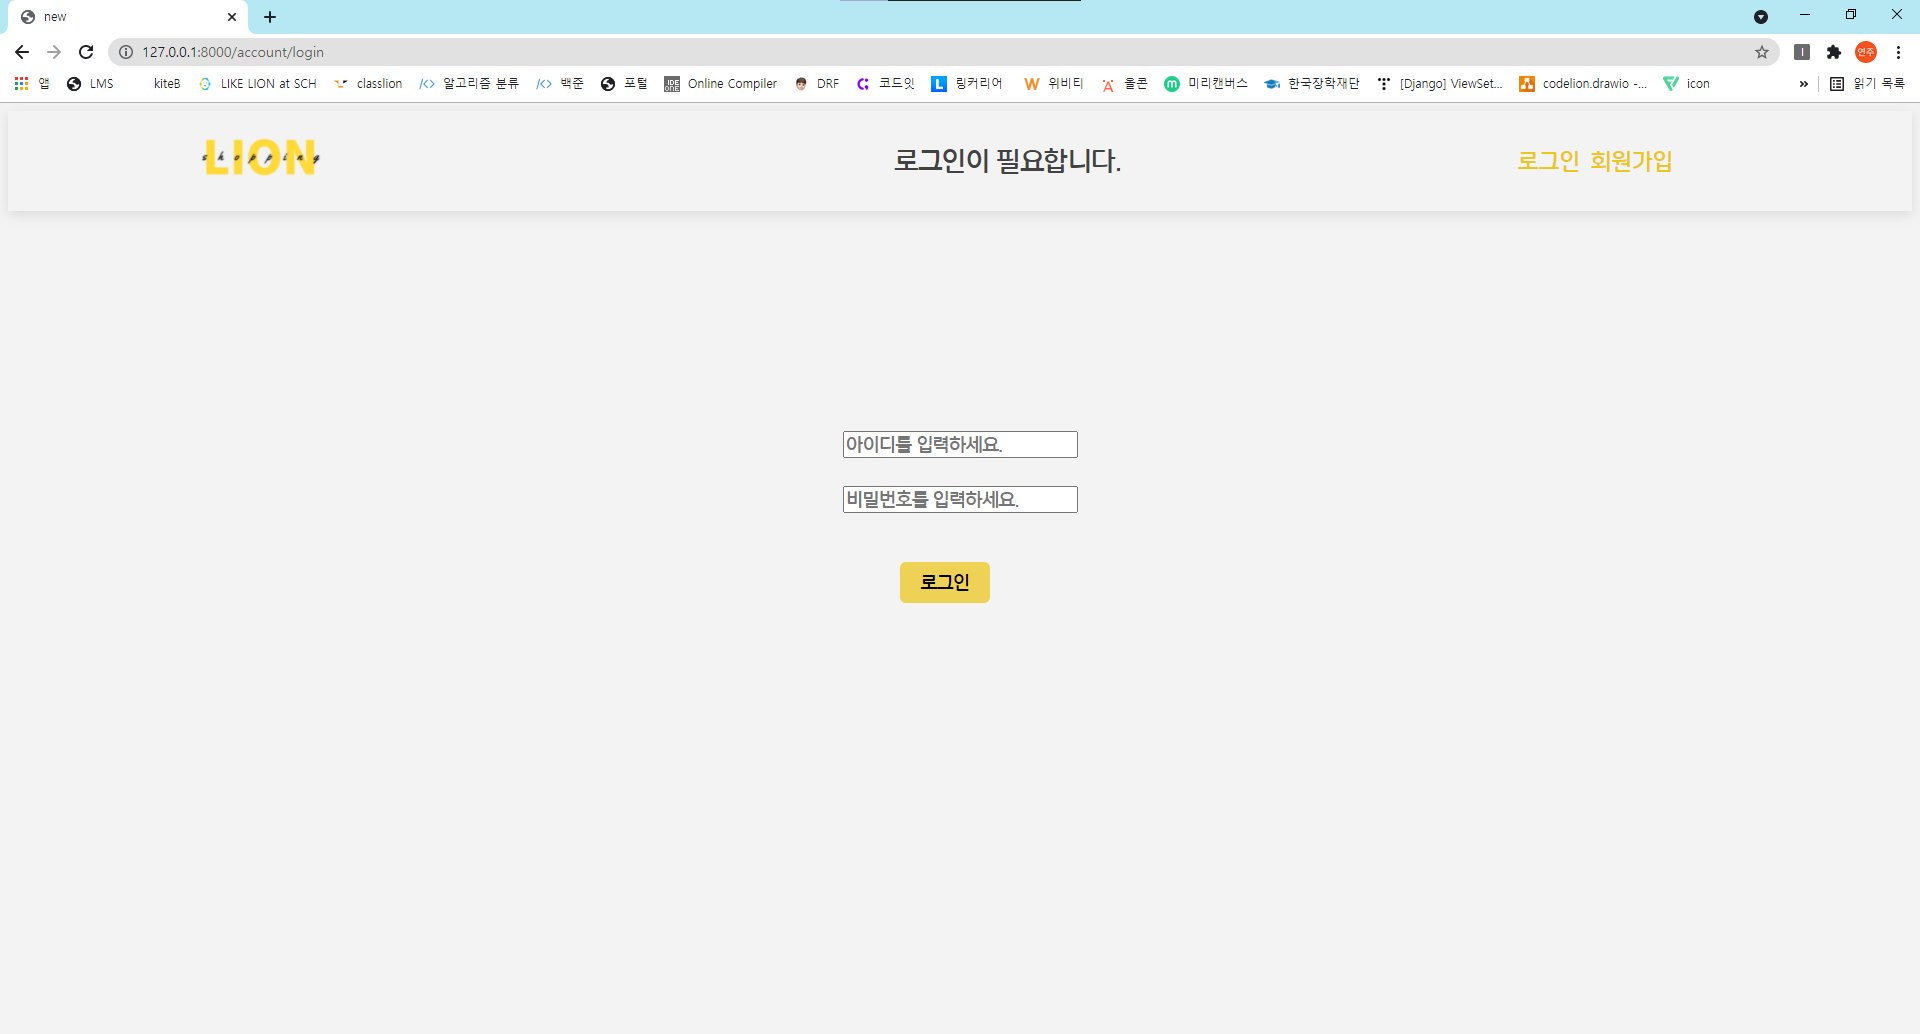 new
127.0.0.1:8000/account/login
연주
앱 LMS kiteB LIKE LION at SCH classlion 알고리즘 분류 백준 포털 Online Compiler DRF 코드잇 링커리어 위비티 올콘 미리캔버스 한국장학재단 [Django] ViewSet... codelion.drawio -... icon » 읽기 목록
LION shopping
로그인이 필요합니다.
로그인 회원가입
아이디를 입력하세요.
비밀번호를 입력하세요.
로그인